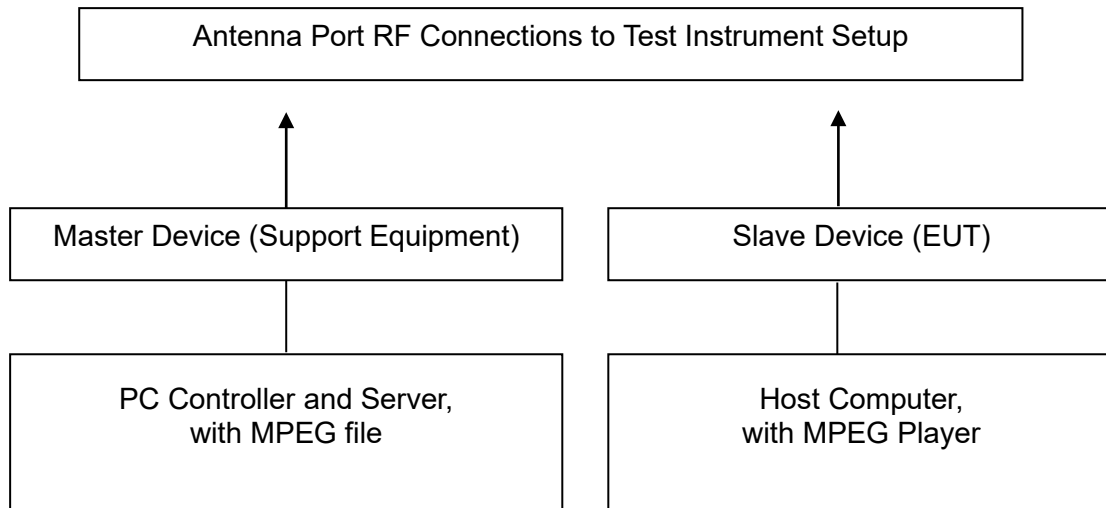 Antenna Port RF Connections to Test Instrument Setup
Master Device (Support Equipment)
Slave Device (EUT)
PC Controller and Server,
with MPEG file
Host Computer,
with MPEG Player